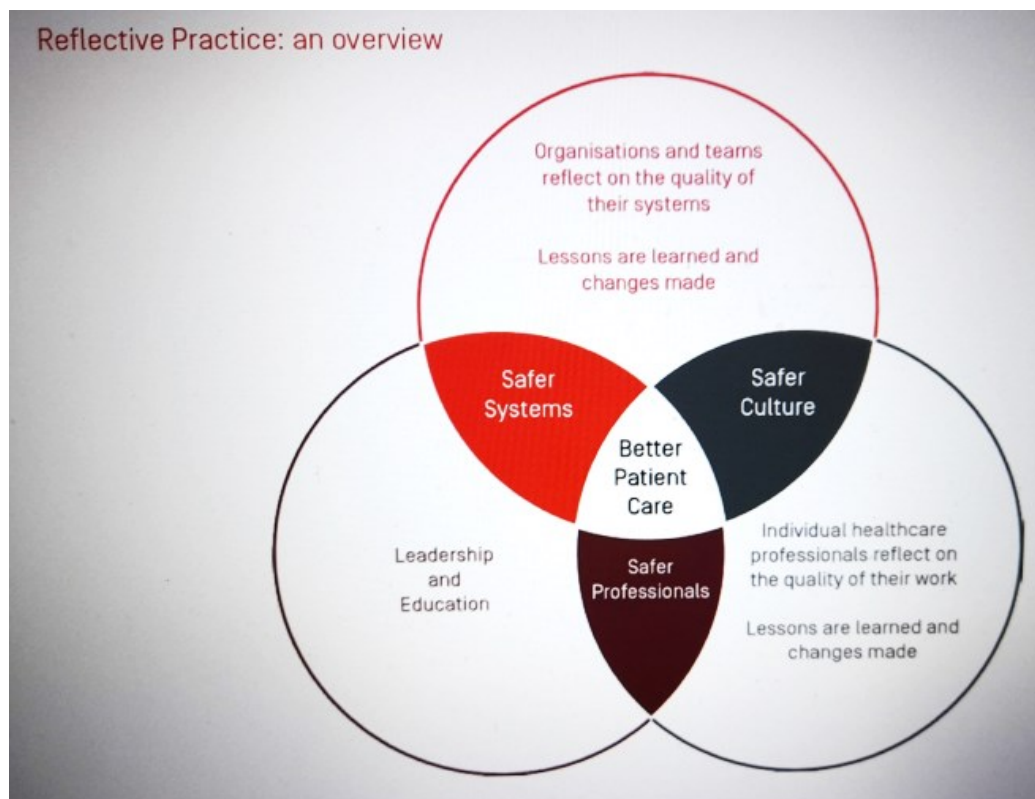 Reflective Practice: an overview
Organisations and teams
reflect on the quality of
their systems
Lessons are learned and
changes made
Safer
Systems
Safer
Culture
Better
Patient
Care
Leadership
and
Education
Safer
Professionals
Individual healthcare
professionals reflect on
the quality of their work
Lessons are learned and
changes made